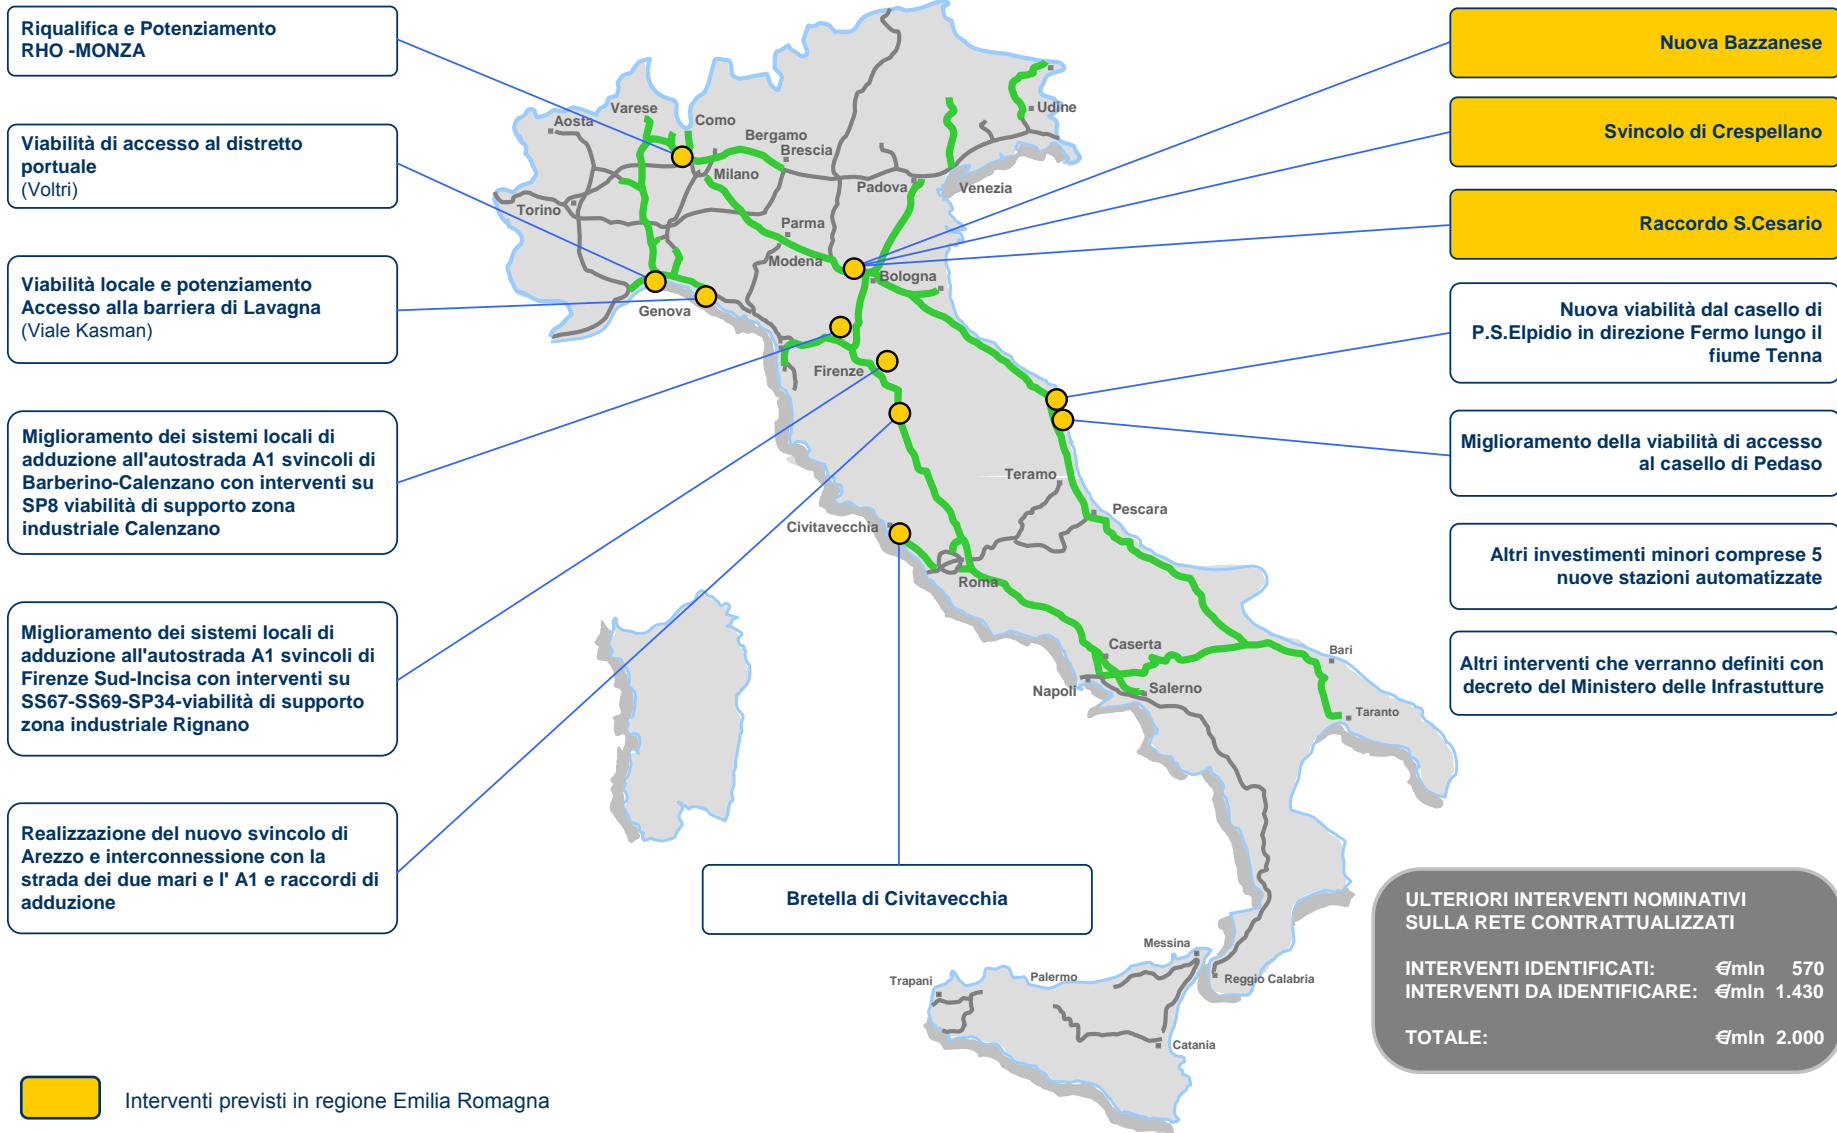 Riqualifica e Potenziamento
RHO -MONZA
Viabilità di accesso al distretto
portuale
(Voltri)
Viabilità locale e potenziamento
Accesso alla barriera di Lavagna
(Viale Kasman)
Miglioramento dei sistemi locali di
adduzione all'autostrada A1 svincoli di
Barberino-Calenzano con interventi su
SP8 viabilità di supporto zona
industriale Calenzano
Miglioramento dei sistemi locali di
adduzione all'autostrada A1 svincoli di
Firenze Sud-Incisa con interventi su
SS67-SS69-SP34-viabilità di supporto
zona industriale Rignano
Realizzazione del nuovo svincolo di
Arezzo e interconnessione con la
strada dei due mari e l' A1 e raccordi di
adduzione
Bretella di Civitavecchia
Nuova Bazzanese
Svincolo di Crespellano
Raccordo S.Cesario
Nuova viabilità dal casello di
P.S.Elpidio in direzione Fermo lungo il
fiume Tenna
Miglioramento della viabilità di accesso
al casello di Pedaso
Altri investimenti minori comprese 5
nuove stazioni automatizzate
Altri interventi che verranno definiti con
decreto del Ministero delle Infrastutture
Aosta
Varese
Como
Bergamo
Brescia
Milano
Torino
Padova
Venezia
Udine
Parma
Modena
Bologna
Genova
Firenze
Teramo
Pescara
Civitavecchia
Roma
Caserta
Napoli
Salerno
Bari
Taranto
Messina
Reggio Calabria
Trapani
Palermo
Catania
ULTERIORI INTERVENTI NOMINATIVI
SULLA RETE CONTRATTUALIZZATI
INTERVENTI IDENTIFICATI: €/mln 570
INTERVENTI DA IDENTIFICARE: €/mln 1.430
TOTALE: €/mln 2.000
Interventi previsti in regione Emilia Romagna